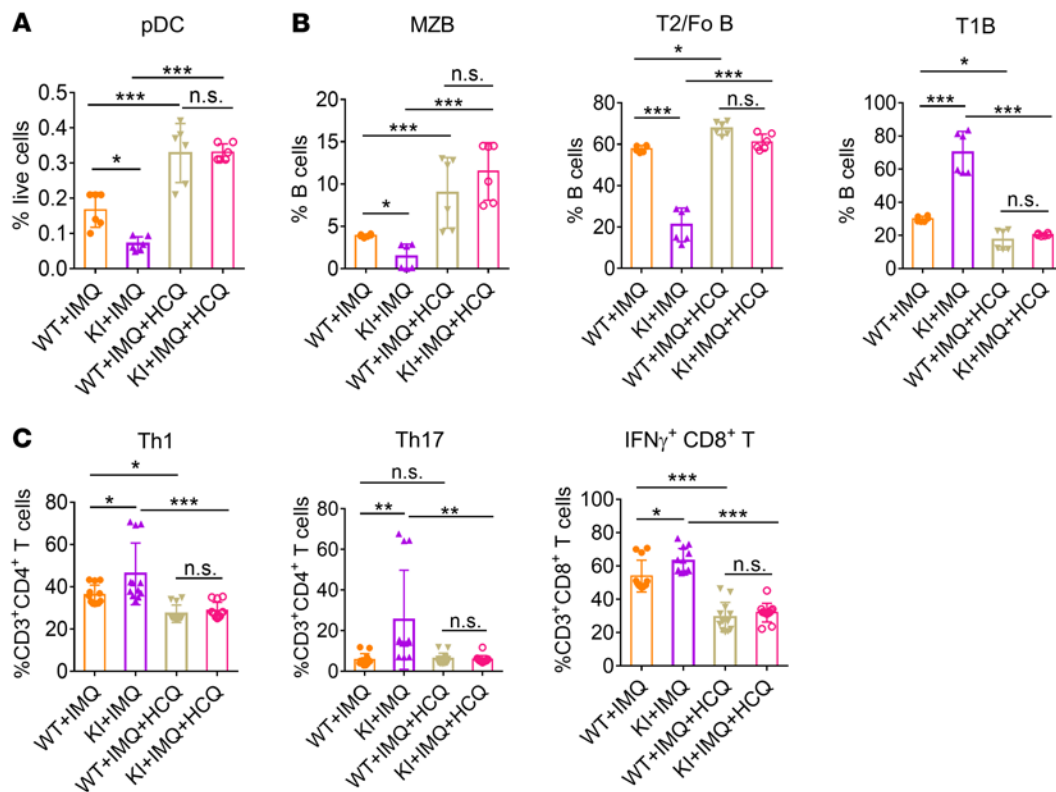 A
pDC
% live cells
0.5
0.4
0.3
0.2
0.1
0.0
***
***
n.s.
*
WT+IMQ
KI+IMQ
WT+IMQ+HCQ
KI+IMQ+HCQ
B
MZB
% B cells
20
15
10
5
0
n.s.
***
***
*
WT+IMQ
KI+IMQ
WT+IMQ+HCQ
KI+IMQ+HCQ
T2/Fo B
% B cells
80
60
40
20
0
*
***
***
n.s.
WT+IMQ
KI+IMQ
WT+IMQ+HCQ
KI+IMQ+HCQ
T1B
% B cells
100
80
60
40
20
0
*
***
***
n.s.
WT+IMQ
KI+IMQ
WT+IMQ+HCQ
KI+IMQ+HCQ
C
Th1
%CD3⁺CD4⁺ T cells
80
60
40
20
0
*
*
***
n.s.
WT+IMQ
KI+IMQ
WT+IMQ+HCQ
KI+IMQ+HCQ
Th17
%CD3⁺CD4⁺ T cells
80
60
40
20
0
n.s.
**
**
n.s.
WT+IMQ
KI+IMQ
WT+IMQ+HCQ
KI+IMQ+HCQ
IFNγ⁺ CD8⁺ T
%CD3⁺CD8⁺ T cells
100
80
60
40
20
0
***
*
***
n.s.
WT+IMQ
KI+IMQ
WT+IMQ+HCQ
KI+IMQ+HCQ